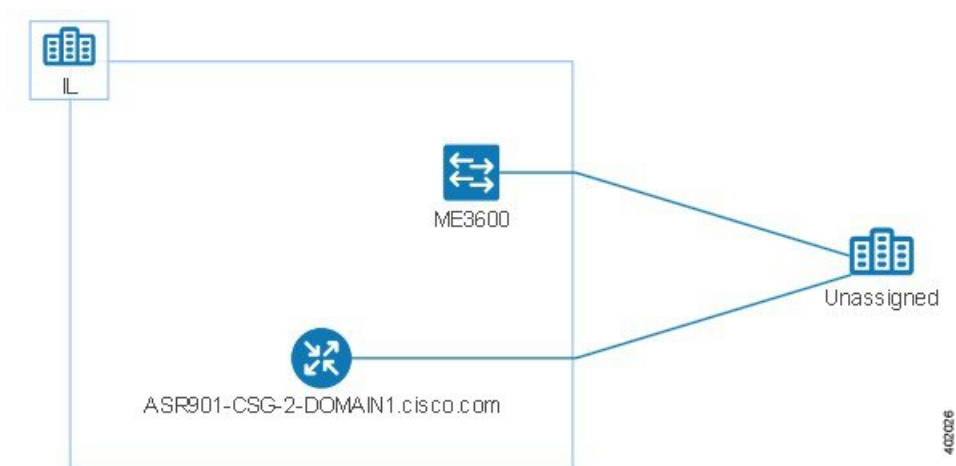 IL
ME3600
Unassigned
ASR901-CSG-2-DOMAIN1.cisco.com
402026